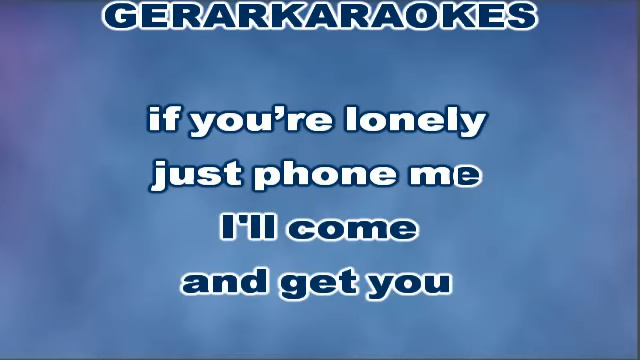 GERARKARAOKES
if you’re lonely
just phone me
I'll come
and get you